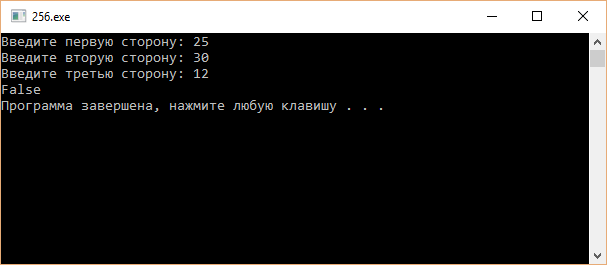 256.exe
Введите первую сторону: 25
Введите вторую сторону: 30
Введите третью сторону: 12
False
Программа завершена, нажмите любую клавишу . . .